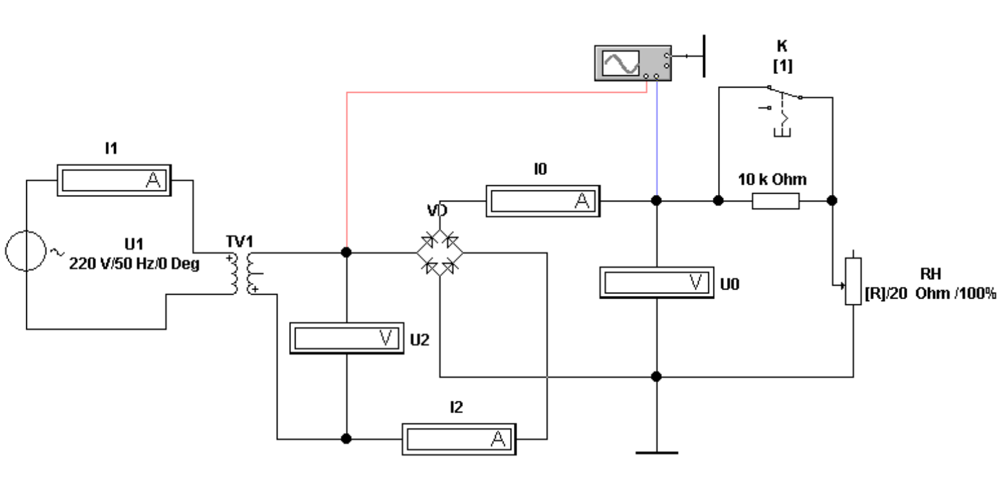 K
[1]
I1
A
I0
A
10 k Ohm
VD
U1
220 V/50 Hz/0 Deg
TV1
V
U0
RH
[R]/20 Ohm /100%
V
U2
I2
A